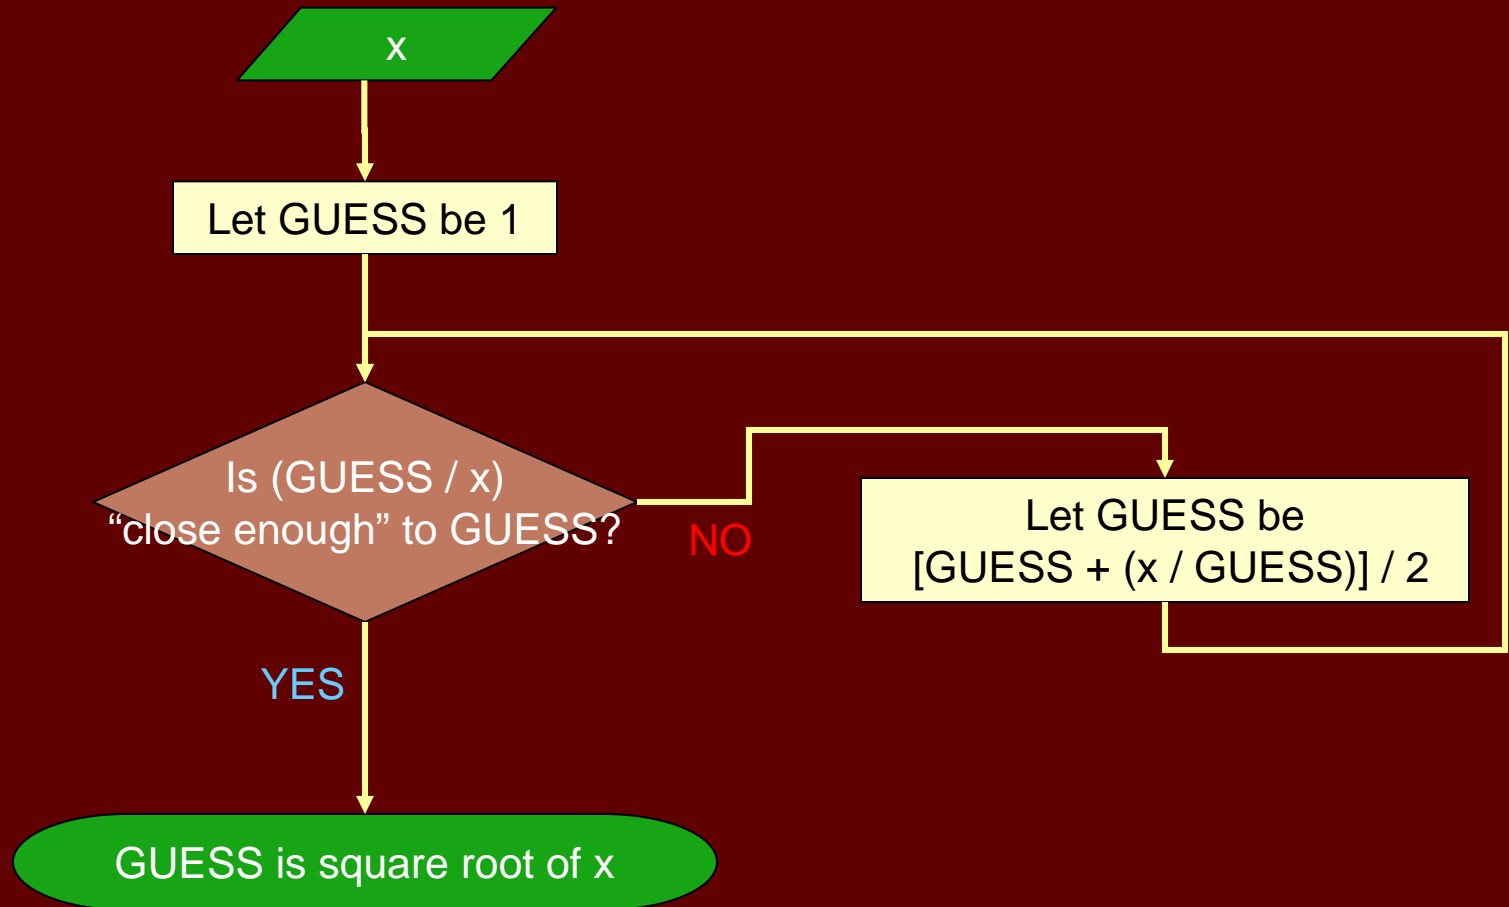 x
Let GUESS be 1
Is (GUESS / x)
“close enough” to GUESS?
NO
Let GUESS be
[GUESS + (x / GUESS)] / 2
YES
GUESS is square root of x